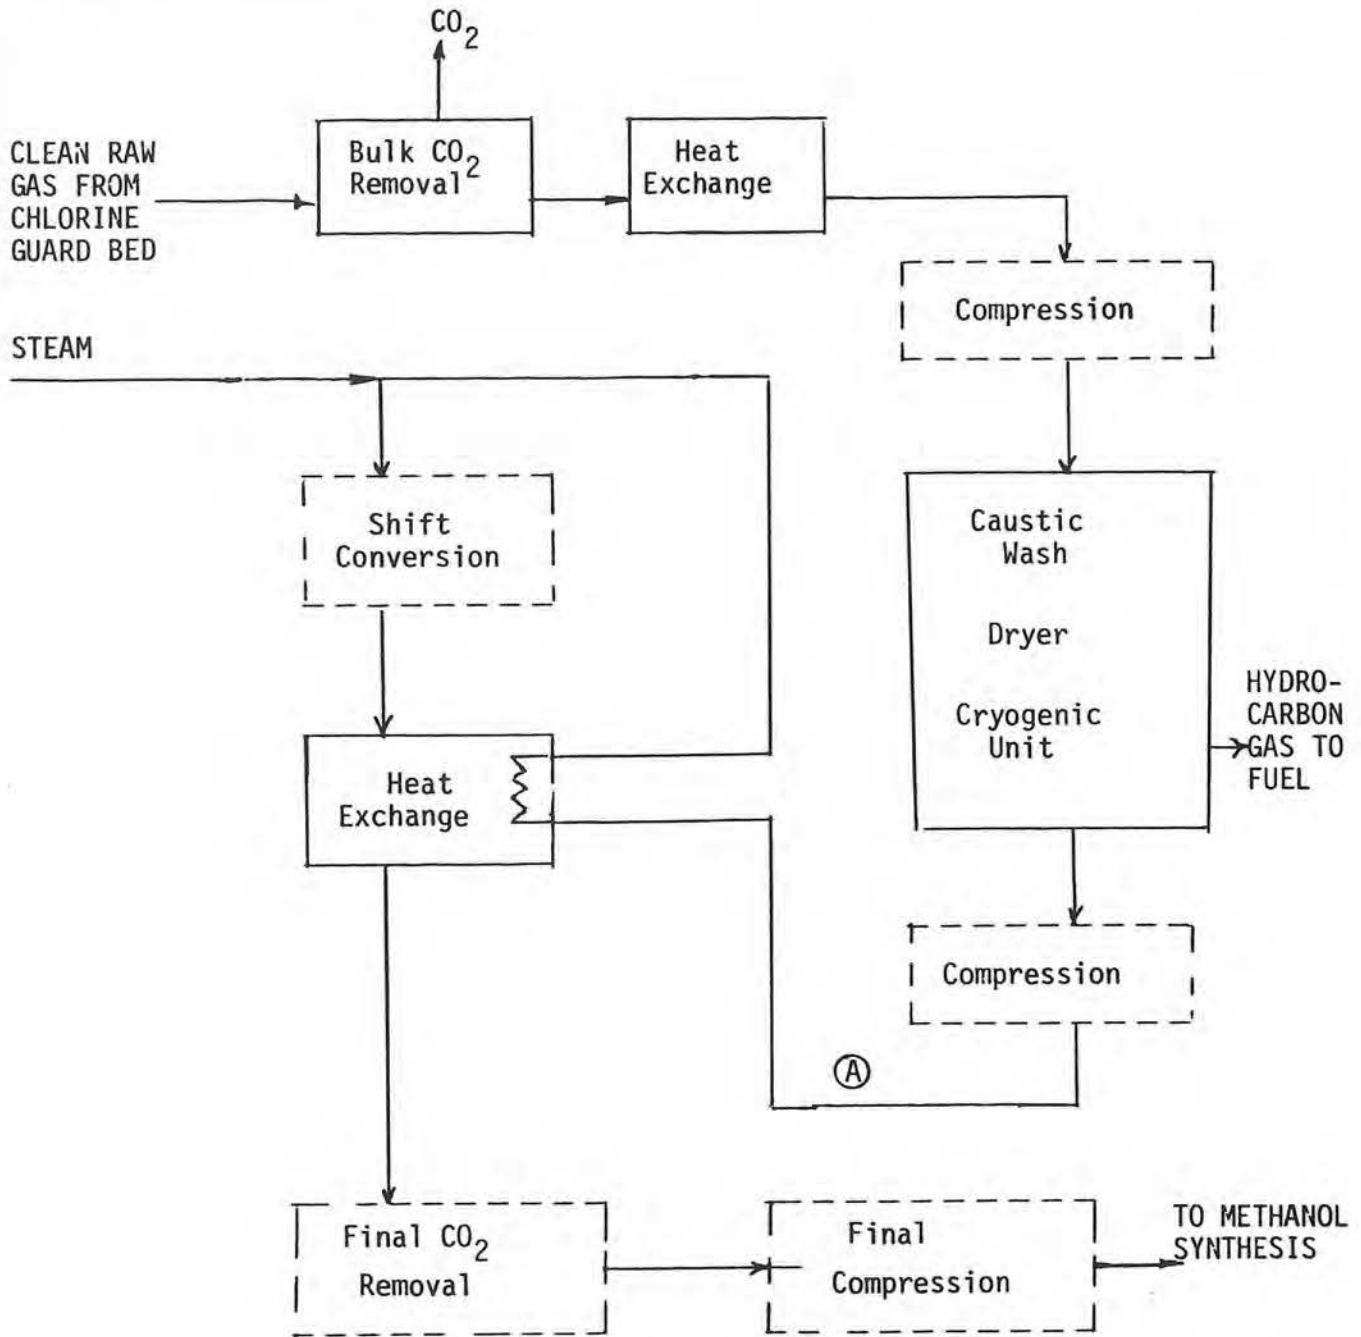 CO2
CLEAN RAW
GAS FROM
CHLORINE
GUARD BED
Bulk CO2
Removal
Heat
Exchange
Compression
STEAM
Shift
Conversion
Caustic
Wash
Dryer
Cryogenic
Unit
HYDRO-
CARBON
GAS TO
FUEL
Heat
Exchange
Compression
A
Final CO2
Removal
Final
Compression
TO METHANOL
SYNTHESIS